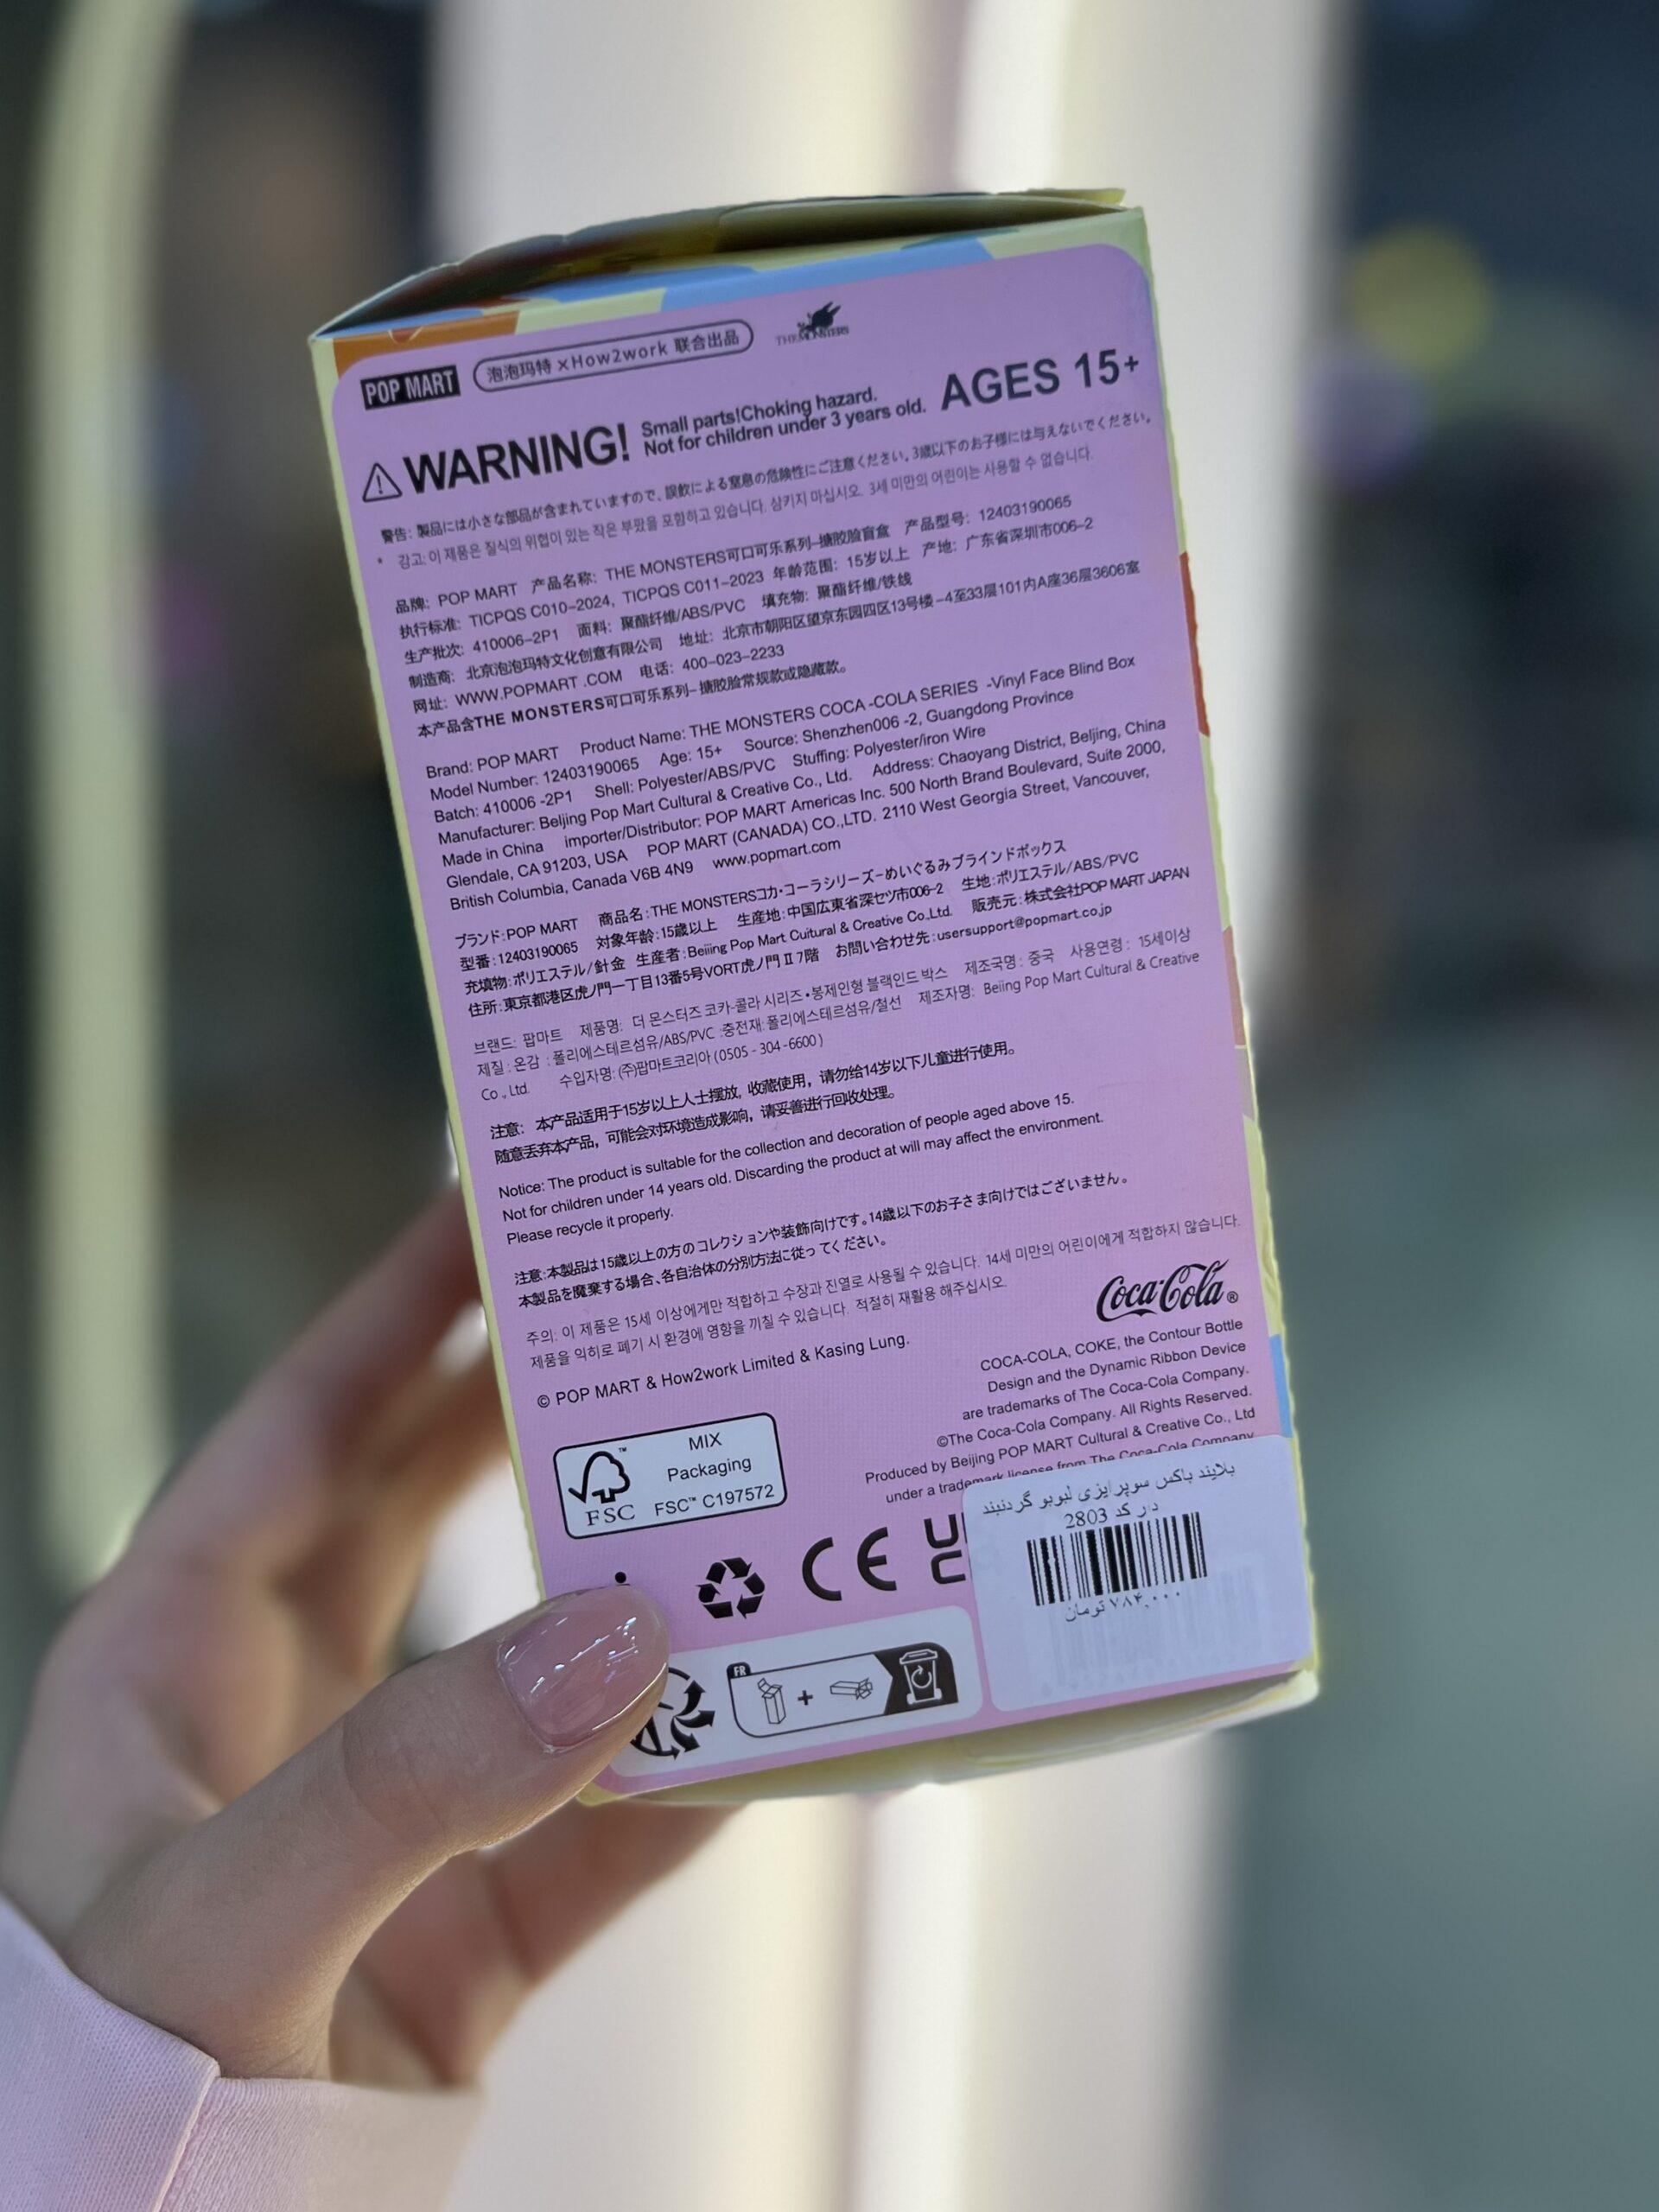 POP MART
泡泡玛特 ×How2work 联合出品
THE MONSTERS
WARNING! Small parts!Choking hazard.
Not for children under 3 years old. AGES 15+
警告: 製品には小さな部品が含まれていますので、誤飲による窒息の危険性にご注意ください。3歳以下のお子様には与えないでください。
* 감고: 이 제품은 질식의 위협이 있는 작은 부팠을 포함하고 있습니다. 삼키지 마십시오. 3세 미만의 어린이는 사용할 수 없습니다.
品牌: POP MART 产品名称: THE MONSTERS可口可乐系列-搪胶脸盲盒 产品型号: 12403190065
执行标准: TICPQS C010-2024, TICPQS C011-2023 年龄范围: 15岁以上 产地: 广东省深圳市006-2
生产批次: 410006-2P1 面料: 聚酯纤维/ABS/PVC 填充物: 聚酯纤维/铁线
制造商: 北京泡泡玛特文化创意有限公司 地址: 北京市朝阳区望京东园四区13号楼-4至33层101内A座36层3606室
网址: WWW.POPMART .COM 电话: 400-023-2233
本产品含THE MONSTERS可口可乐系列-搪胶脸常规款或隐藏款。
Brand: POP MART Product Name: THE MONSTERS COCA -COLA SERIES -Vinyl Face Blind Box
Model Number: 12403190065 Age: 15+ Source: Shenzhen006 -2, Guangdong Province
Batch: 410006 -2P1 Shell: Polyester/ABS/PVC Stuffing: Polyester/iron Wire
Manufacturer: Beljing Pop Mart Cultural & Creative Co., Ltd. Address: Chaoyang District, Beljing, China
Made in China importer/Distributor: POP MART Americas Inc. 500 North Brand Boulevard, Suite 2000,
Glendale, CA 91203, USA POP MART (CANADA) CO.,LTD. 2110 West Georgia Street, Vancouver,
British Columbia, Canada V6B 4N9 www.popmart.com
ブランド:POP MART 商品名:THE MONSTERSコカ・コーラシリーズ-めいぐるみブラインドボックス
型番:12403190065 対象年齢:15歳以上 生産地:中国広東省深セツ市006-2 生地:ポリエステル/ABS/PVC
充填物:ポリエステル/針金 生産者:Beiiing Pop Mart Cuitural & Creative Co.,Ltd. 販売元:株式会社POP MART JAPAN
住所:東京都港区虎ノ門一丁目13番5号VORT虎ノ門Ⅱ7階 お問い合わせ先:usersupport@popmart.co.jp
브랜드: 팝마트 제품명: 더 몬스터즈 코카-콜라 시리즈•봉제인형 블랙인드 박스 제조국명: 중국 사용연령: 15세이상
제질: 온감 : 폴리에스테르섬유/ABS/PVC :충전재: 폴리에스테르섬유/철선 제조자명: Beiing Pop Mart Cultural & Creative
Co ., Ltd. 수입자명: (주)팝마트코리아 ( 0505 - 304 -6600 )
注意: 本产品适用于15岁以上人士摆放, 收藏使用, 请勿给14岁以下儿童进行使用。
随意丢弃本产品, 可能会对环境造成影响, 请妥善进行回收处理。
Notice: The product is sultable for the collection and decoration of people aged above 15.
Not for children under 14 years old. Discarding the product at will may affect the environment.
Please recycle it properly.
注意:本製品は15歳以上の方のコレクションや装飾向けです。14歳以下のお子さま向けではございません。
本製品を魔棄する場合、各自治体の分別方法に従ってください。
주의: 이 제품은 15세 이상에게만 적합하고 수장과 진열로 사용될 수 있습니다. 14세 미만의 어린이에게 적합하지 않습니다.
제품을 익히로 폐기 시 환경에 영향을 끼칠 수 있습니다. 적절히 재활용 해주십시오.
© POP MART & How2work Limited & Kasing Lung.
Coca-Cola®
COCA-COLA, COKE, the Contour Bottle
Design and the Dynamic Ribbon Device
are trademarks of The Coca-Cola Company.
©The Coca-Cola Company. All Rights Reserved.
Produced by Beijing POP MART Cultural & Creative Co., Ltd
under a trademark license from The Coca-Cola Company
MIX
Packaging
FSC™ C197572
FSC
CE
UK
FR
بلایند باکس سوپرایزی لبوبو گردنبند
دار کد 2803
۷۸۴,۰۰۰ تومان